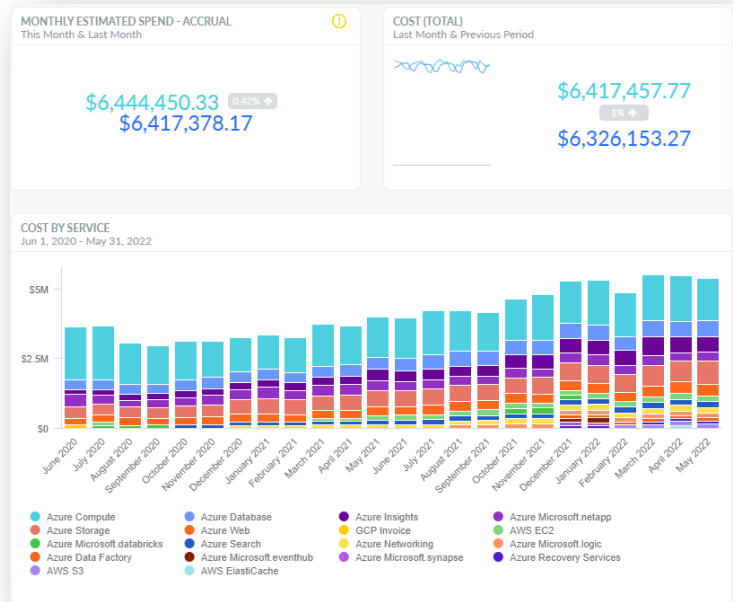 MONTHLY ESTIMATED SPEND - ACCRUAL
This Month & Last Month
$6,444,450.33 0.42% ↑
$6,417,378.17
COST (TOTAL)
Last Month & Previous Period
$6,417,457.77
1% ↑
$6,326,153.27
COST BY SERVICE
Jun 1, 2020 - May 31, 2022
$5M
$2.5M
$0
June 2020
July 2020
August 2020
September 2020
October 2020
November 2020
December 2020
January 2021
February 2021
March 2021
April 2021
May 2021
June 2021
July 2021
August 2021
September 2021
October 2021
November 2021
December 2021
January 2022
February 2022
March 2022
April 2022
May 2022
Azure Compute Azure Database Azure Insights Azure Microsoft.netapp
Azure Storage Azure Web GCP Invoice AWS EC2
Azure Microsoft.databricks Azure Search Azure Networking Azure Microsoft.logic
Azure Data Factory Azure Microsoft.eventhub Azure Microsoft.synapse Azure Recovery Services
AWS S3 AWS ElastiCache